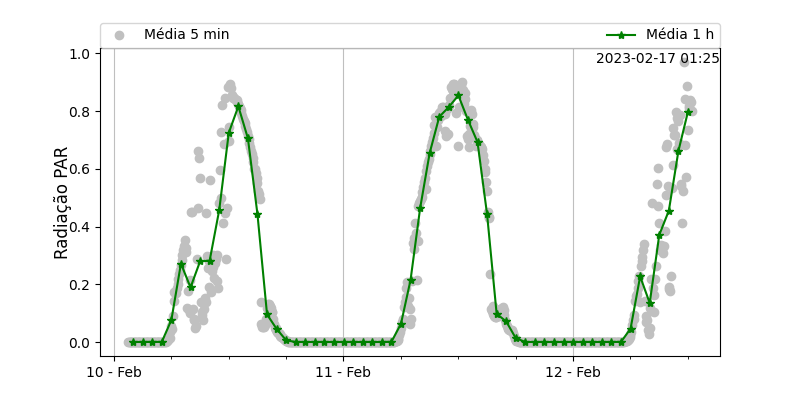 Média 5 min
Média 1 h
2023-02-17 01:25
1.0
0.8
0.6
0.4
0.2
0.0
Radiação PAR
10 - Feb
11 - Feb
12 - Feb